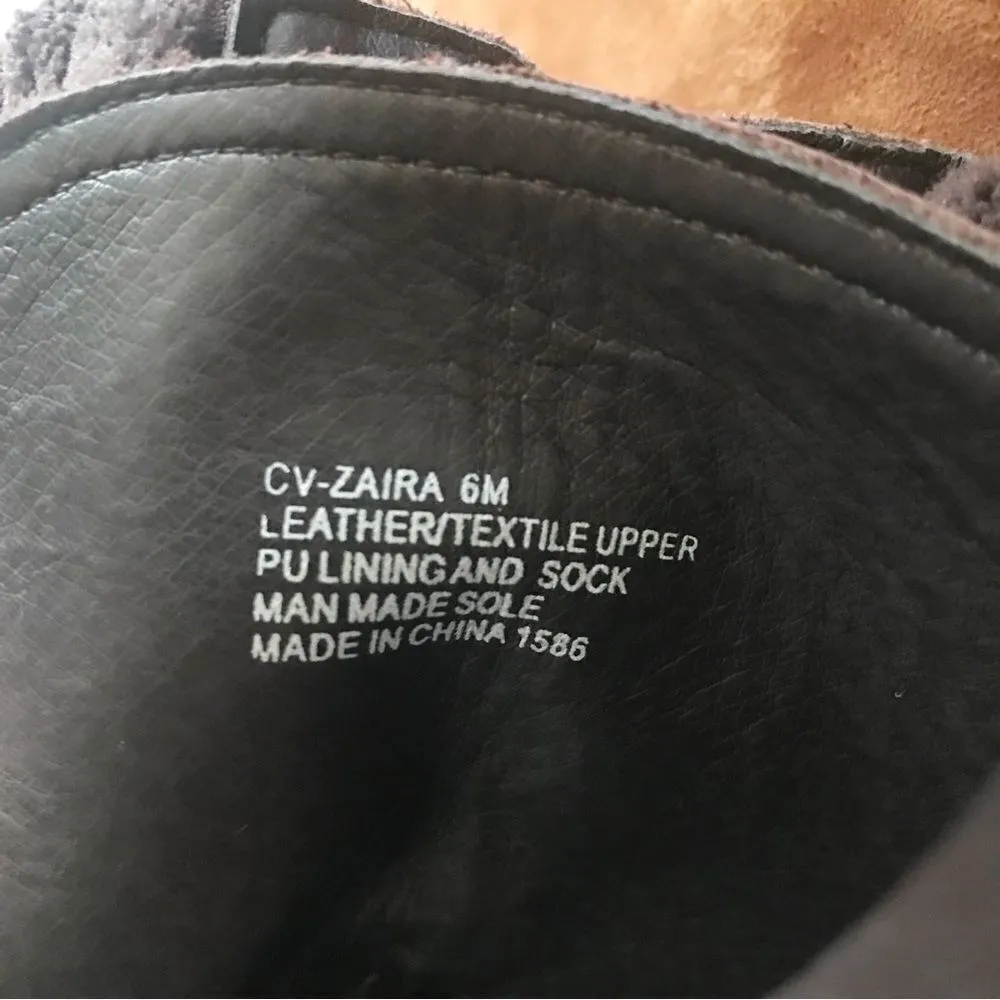 CV-ZAIRA 6M
LEATHER/TEXTILE UPPER
PU LINING AND SOCK
MAN MADE SOLE
MADE IN CHINA 1586